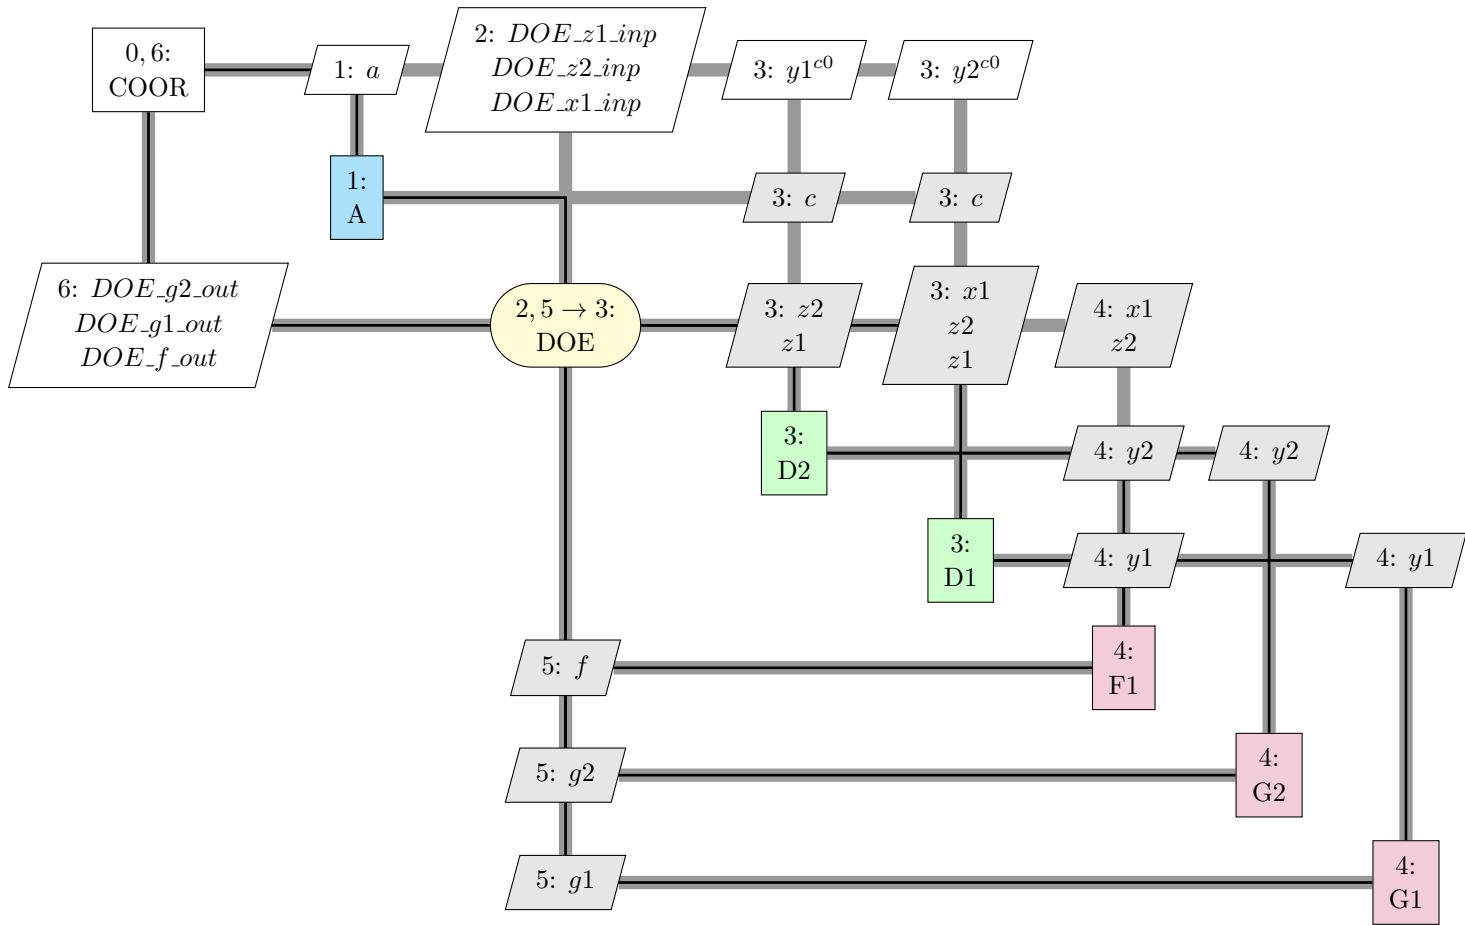 0, 6:
COOR
1: a
2: DOE_z1_inp
DOE_z2_inp
DOE_x1_inp
3: y1^{c0}
3: y2^{c0}
1:
A
3: c
3: c
6: DOE_g2_out
DOE_g1_out
DOE_f_out
2, 5 → 3:
DOE
3: z2
z1
3: x1
z2
z1
4: x1
z2
3:
D2
4: y2
4: y2
3:
D1
4: y1
4: y1
5: f
4:
F1
5: g2
4:
G2
5: g1
4:
G1